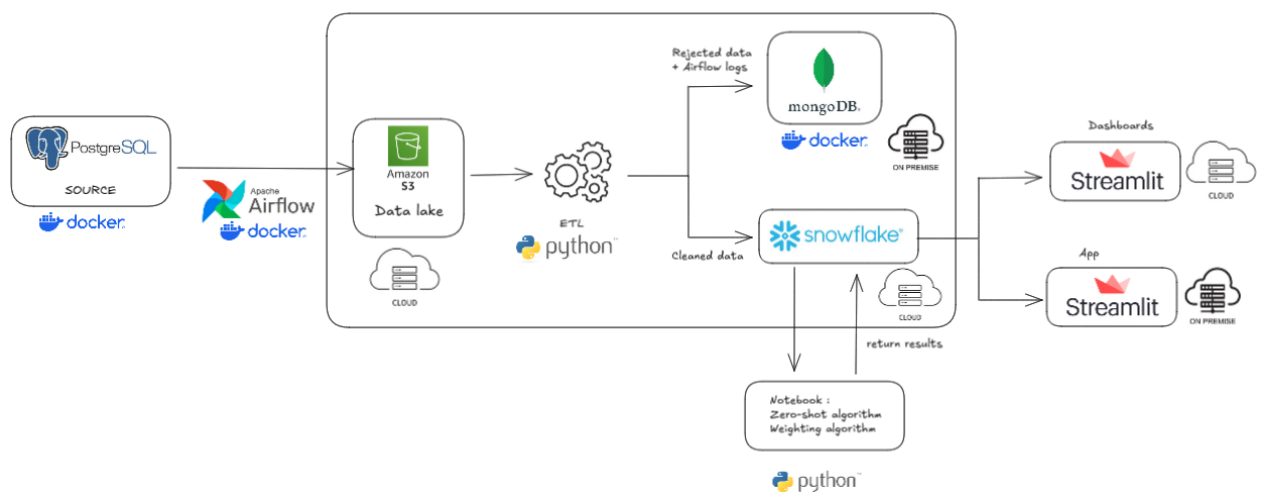 PostgreSQL
SOURCE
docker
Apache
Airflow
docker
Amazon
S3
Data lake
CLOUD
ETL
python™
Rejected data
+ Airflow logs
mongoDB®
docker
ON PREMISE
Cleaned data
snowflake®
CLOUD
return results
Notebook :
Zero-shot algorithm
Weighting algorithm
python™
Dashboards
Streamlit
CLOUD
App
Streamlit
ON PREMISE